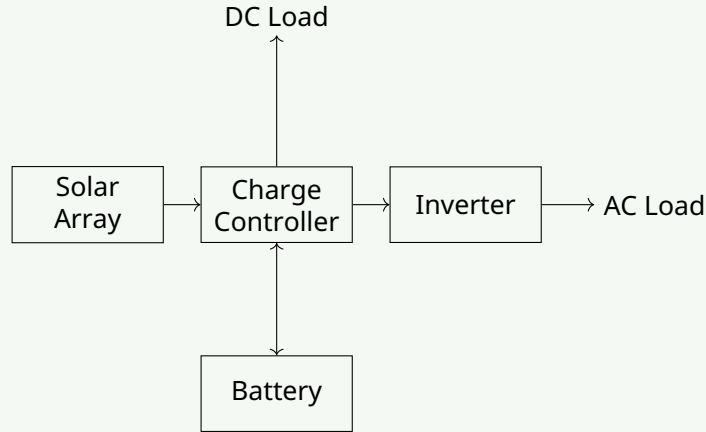 DC Load
Solar
Array
Charge
Controller
Inverter
AC Load
Battery